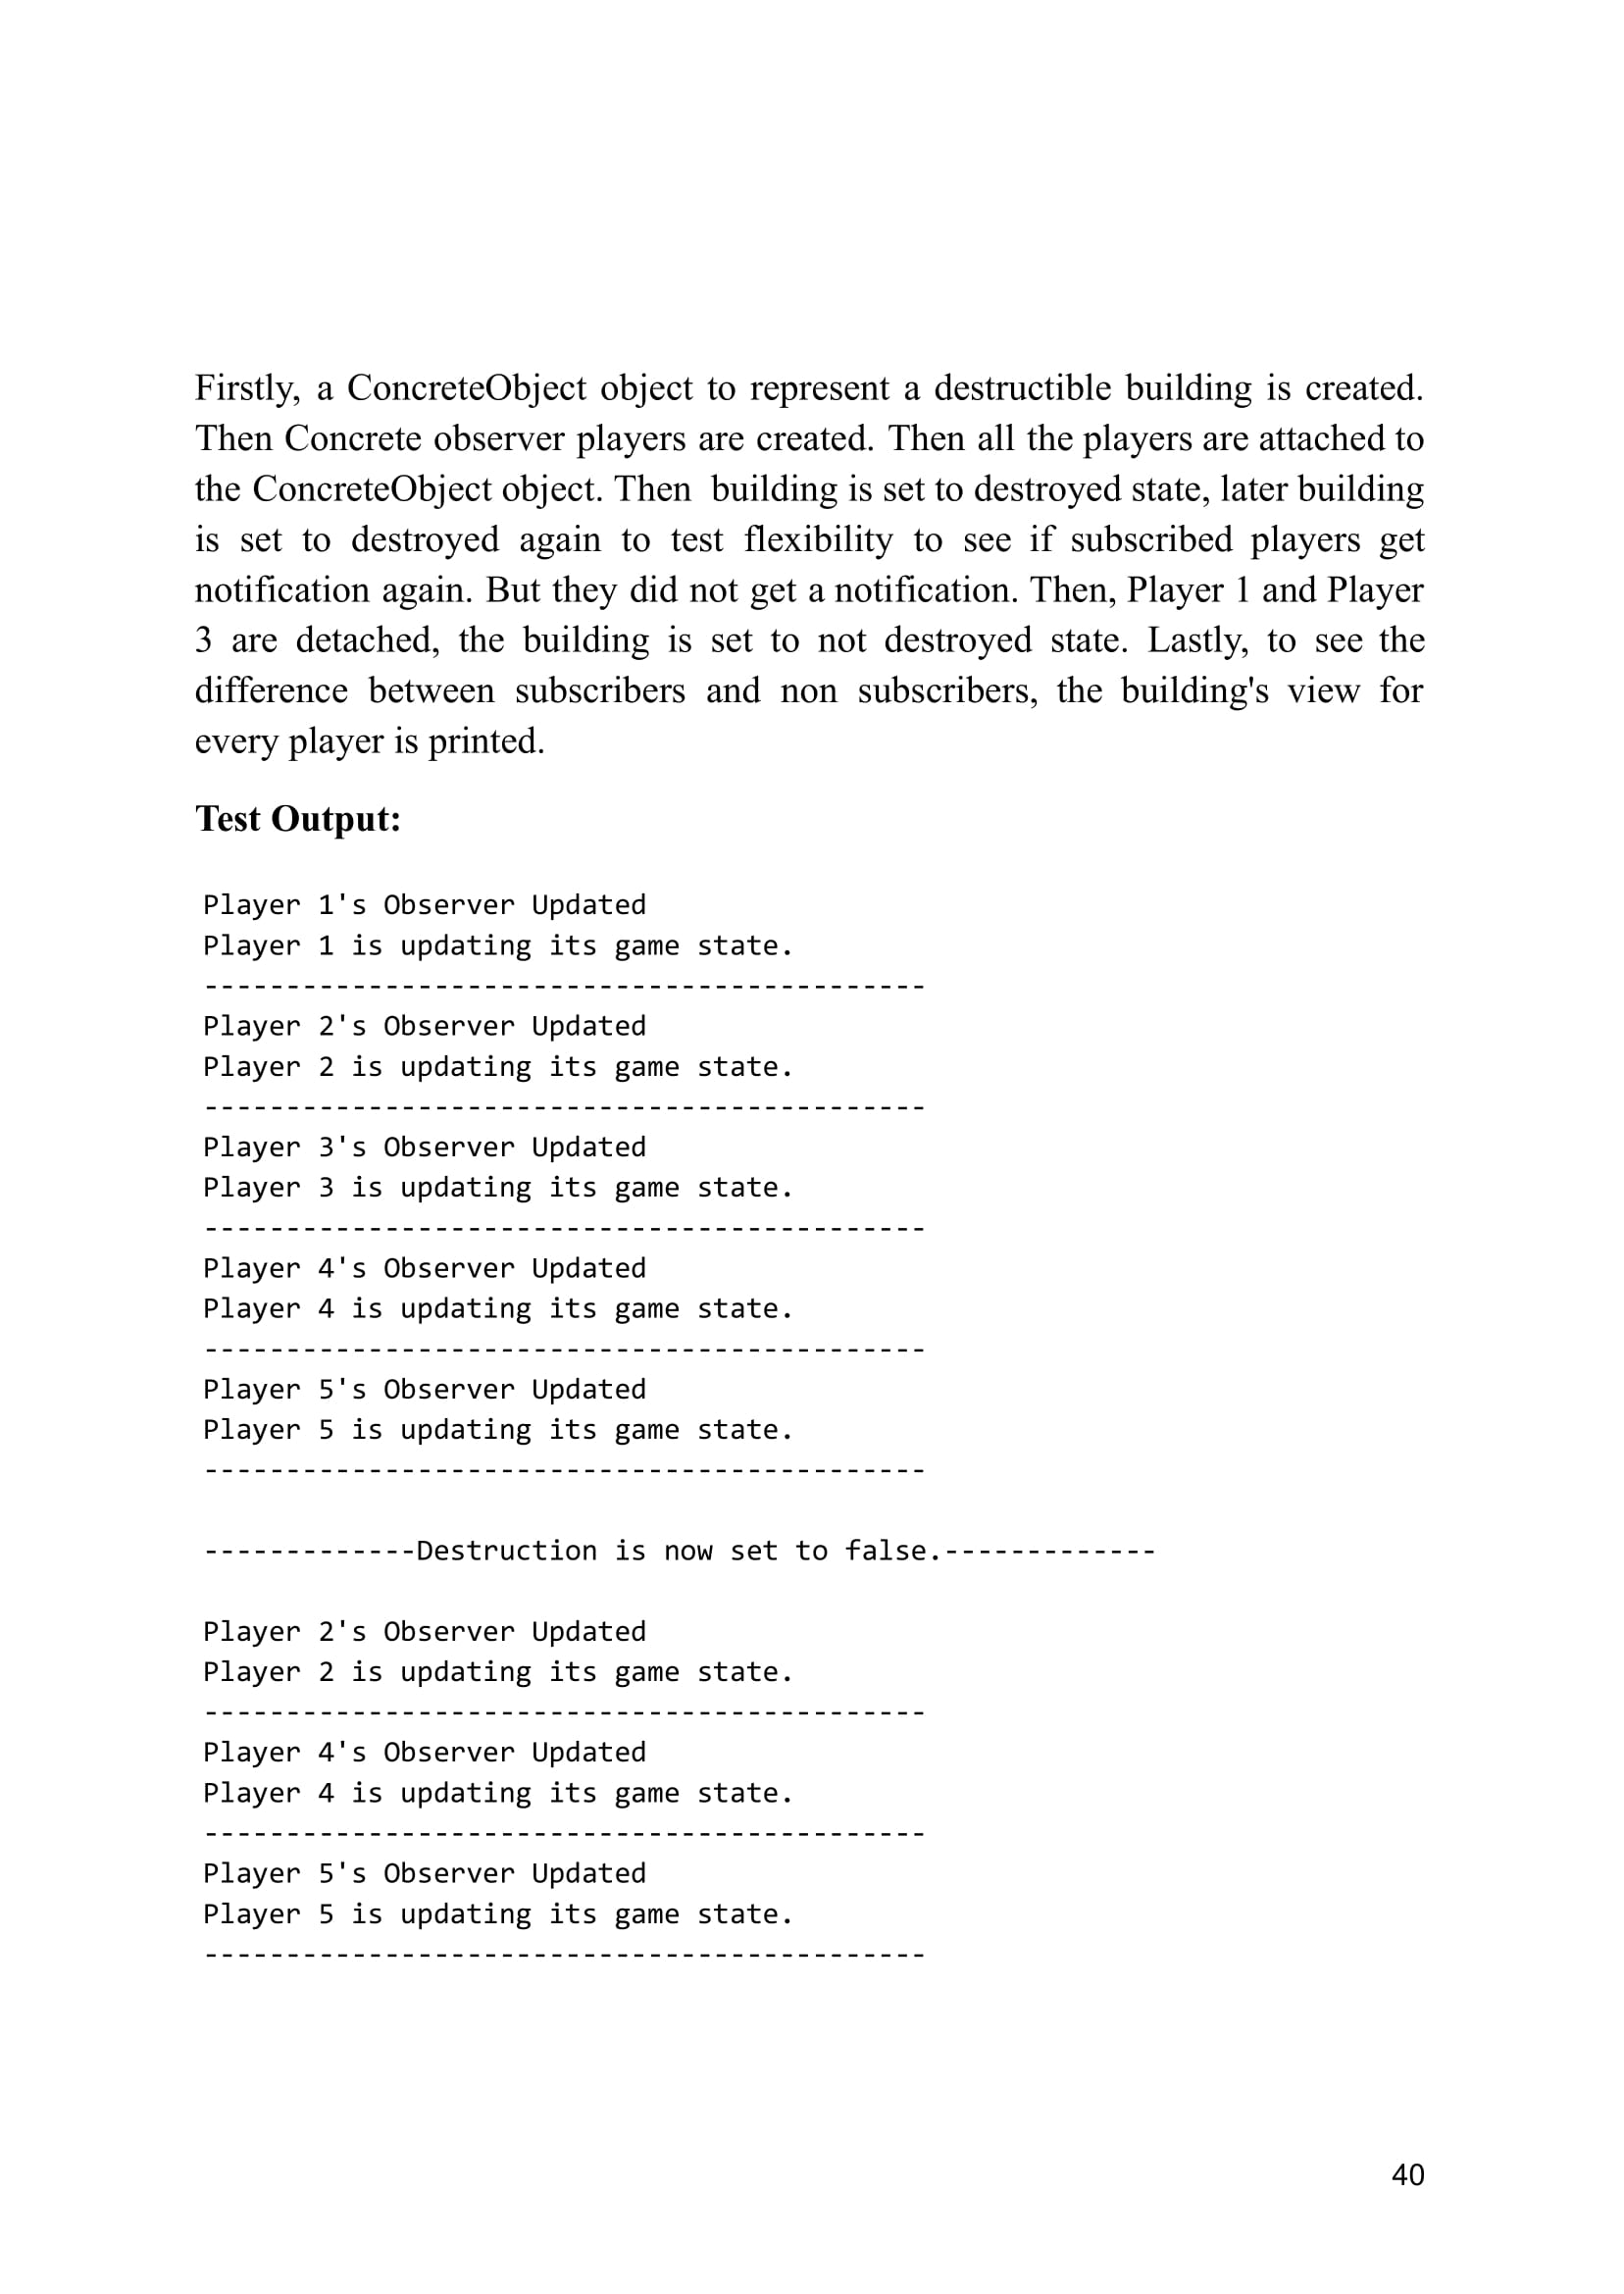 Firstly, a ConcreteObject object to represent a destructible building is created.
Then Concrete observer players are created. Then all the players are attached to
the ConcreteObject object. Then  building is set to destroyed state, later building
is set to destroyed again to test flexibility to see if subscribed players get
notification again. But they did not get a notification. Then, Player 1 and Player
3 are detached, the building is set to not destroyed state. Lastly, to see the
difference between subscribers and non subscribers, the building's view for
every player is printed.
Test Output:
Player 1's Observer Updated
Player 1 is updating its game state.
--------------------------------------------
Player 2's Observer Updated
Player 2 is updating its game state.
--------------------------------------------
Player 3's Observer Updated
Player 3 is updating its game state.
--------------------------------------------
Player 4's Observer Updated
Player 4 is updating its game state.
--------------------------------------------
Player 5's Observer Updated
Player 5 is updating its game state.
--------------------------------------------
-------------Destruction is now set to false.-------------
Player 2's Observer Updated
Player 2 is updating its game state.
--------------------------------------------
Player 4's Observer Updated
Player 4 is updating its game state.
--------------------------------------------
Player 5's Observer Updated
Player 5 is updating its game state.
--------------------------------------------
40